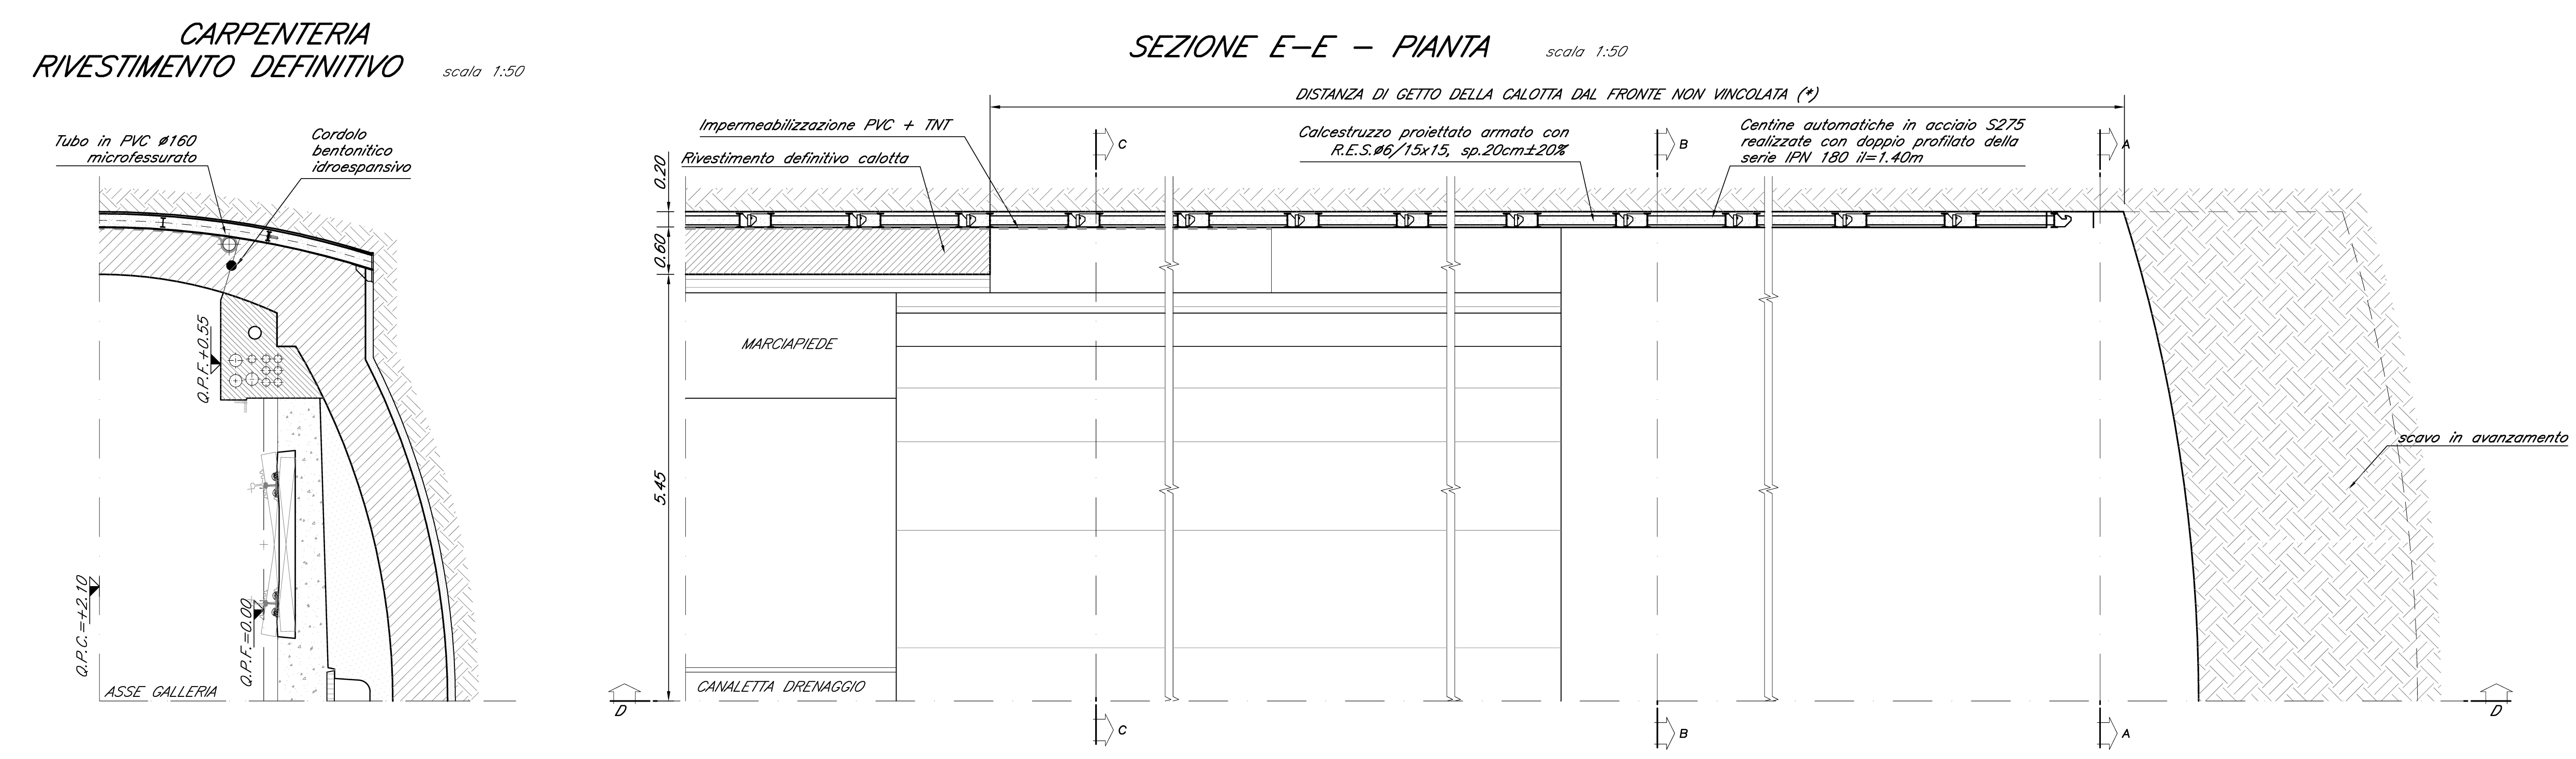 CARPENTERIA
RIVESTIMENTO DEFINITIVO scala 1:50
Tubo in PVC ø160
microfessurato
Cordolo
bentonitico
idroespansivo
Q.P.F.+0.55
Q.P.C.=+2.10
Q.P.F.=0.00
ASSE GALLERIA
SEZIONE E-E - PIANTA scala 1:50
DISTANZA DI GETTO DELLA CALOTTA DAL FRONTE NON VINCOLATA (*)
Impermeabilizzazione PVC + TNT
Rivestimento definitivo calotta
Calcestruzzo proiettato armato con
R.E.S.ø6/15x15, sp.20cm±20%
Centine automatiche in acciaio S275
realizzate con doppio profilato della
serie IPN 180 il=1.40m
C
B
A
0.20
0.60
5.45
MARCIAPIEDE
CANALETTA DRENAGGIO
scavo in avanzamento
D
D
C
B
A